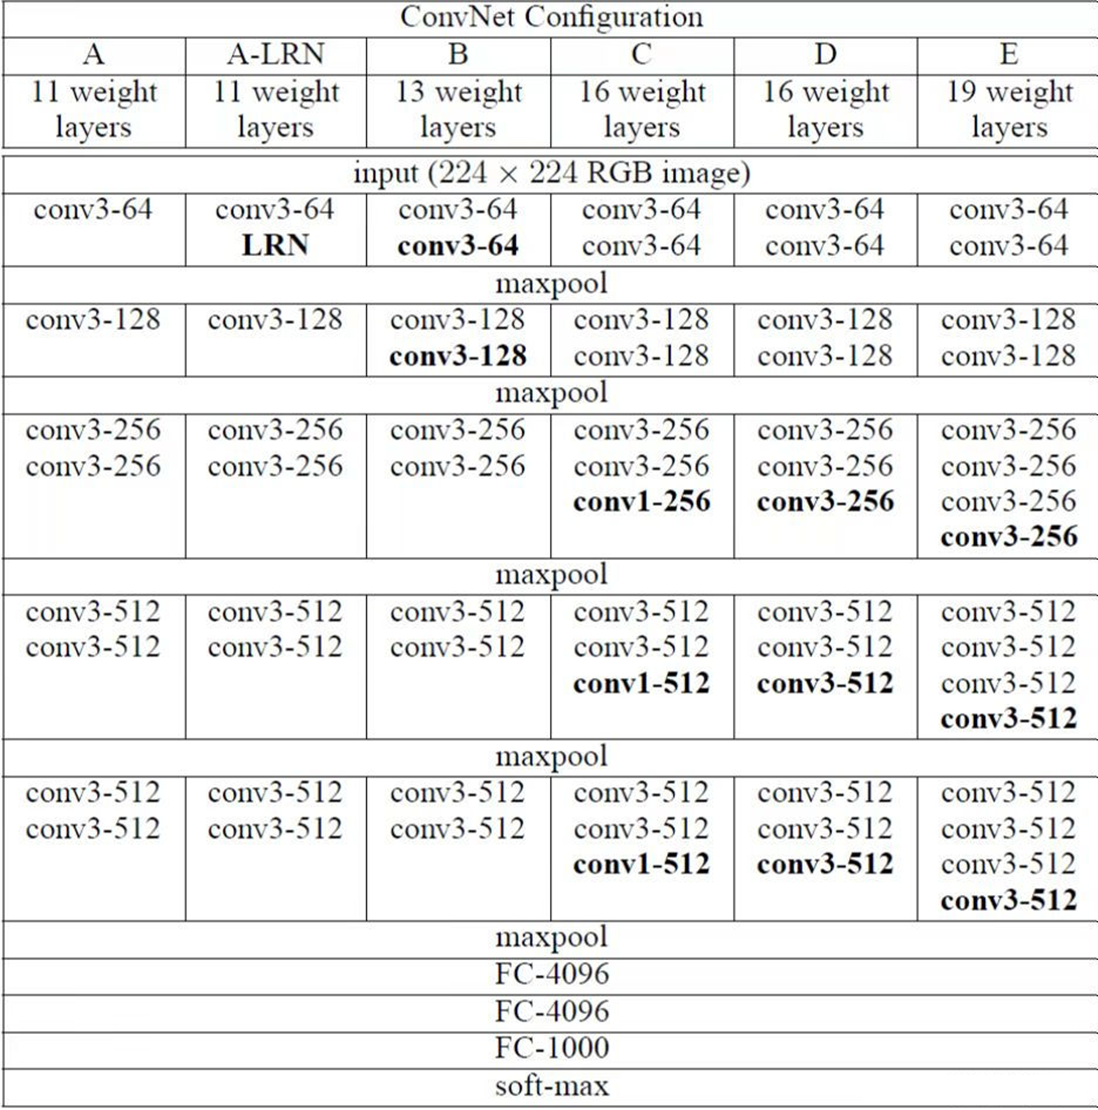 ConvNet Configuration
A A-LRN B C D E
11 weight 11 weight 13 weight 16 weight 16 weight 19 weight
layers layers layers layers layers layers
input (224 × 224 RGB image)
conv3-64 conv3-64 conv3-64 conv3-64 conv3-64 conv3-64
LRN conv3-64 conv3-64 conv3-64 conv3-64
maxpool
conv3-128 conv3-128 conv3-128 conv3-128 conv3-128 conv3-128
conv3-128 conv3-128 conv3-128 conv3-128
maxpool
conv3-256 conv3-256 conv3-256 conv3-256 conv3-256 conv3-256
conv3-256 conv3-256 conv3-256 conv3-256 conv3-256 conv3-256
conv1-256 conv3-256 conv3-256
conv3-256
maxpool
conv3-512 conv3-512 conv3-512 conv3-512 conv3-512 conv3-512
conv3-512 conv3-512 conv3-512 conv3-512 conv3-512 conv3-512
conv1-512 conv3-512 conv3-512
conv3-512
maxpool
conv3-512 conv3-512 conv3-512 conv3-512 conv3-512 conv3-512
conv3-512 conv3-512 conv3-512 conv3-512 conv3-512 conv3-512
conv1-512 conv3-512 conv3-512
conv3-512
maxpool
FC-4096
FC-4096
FC-1000
soft-max